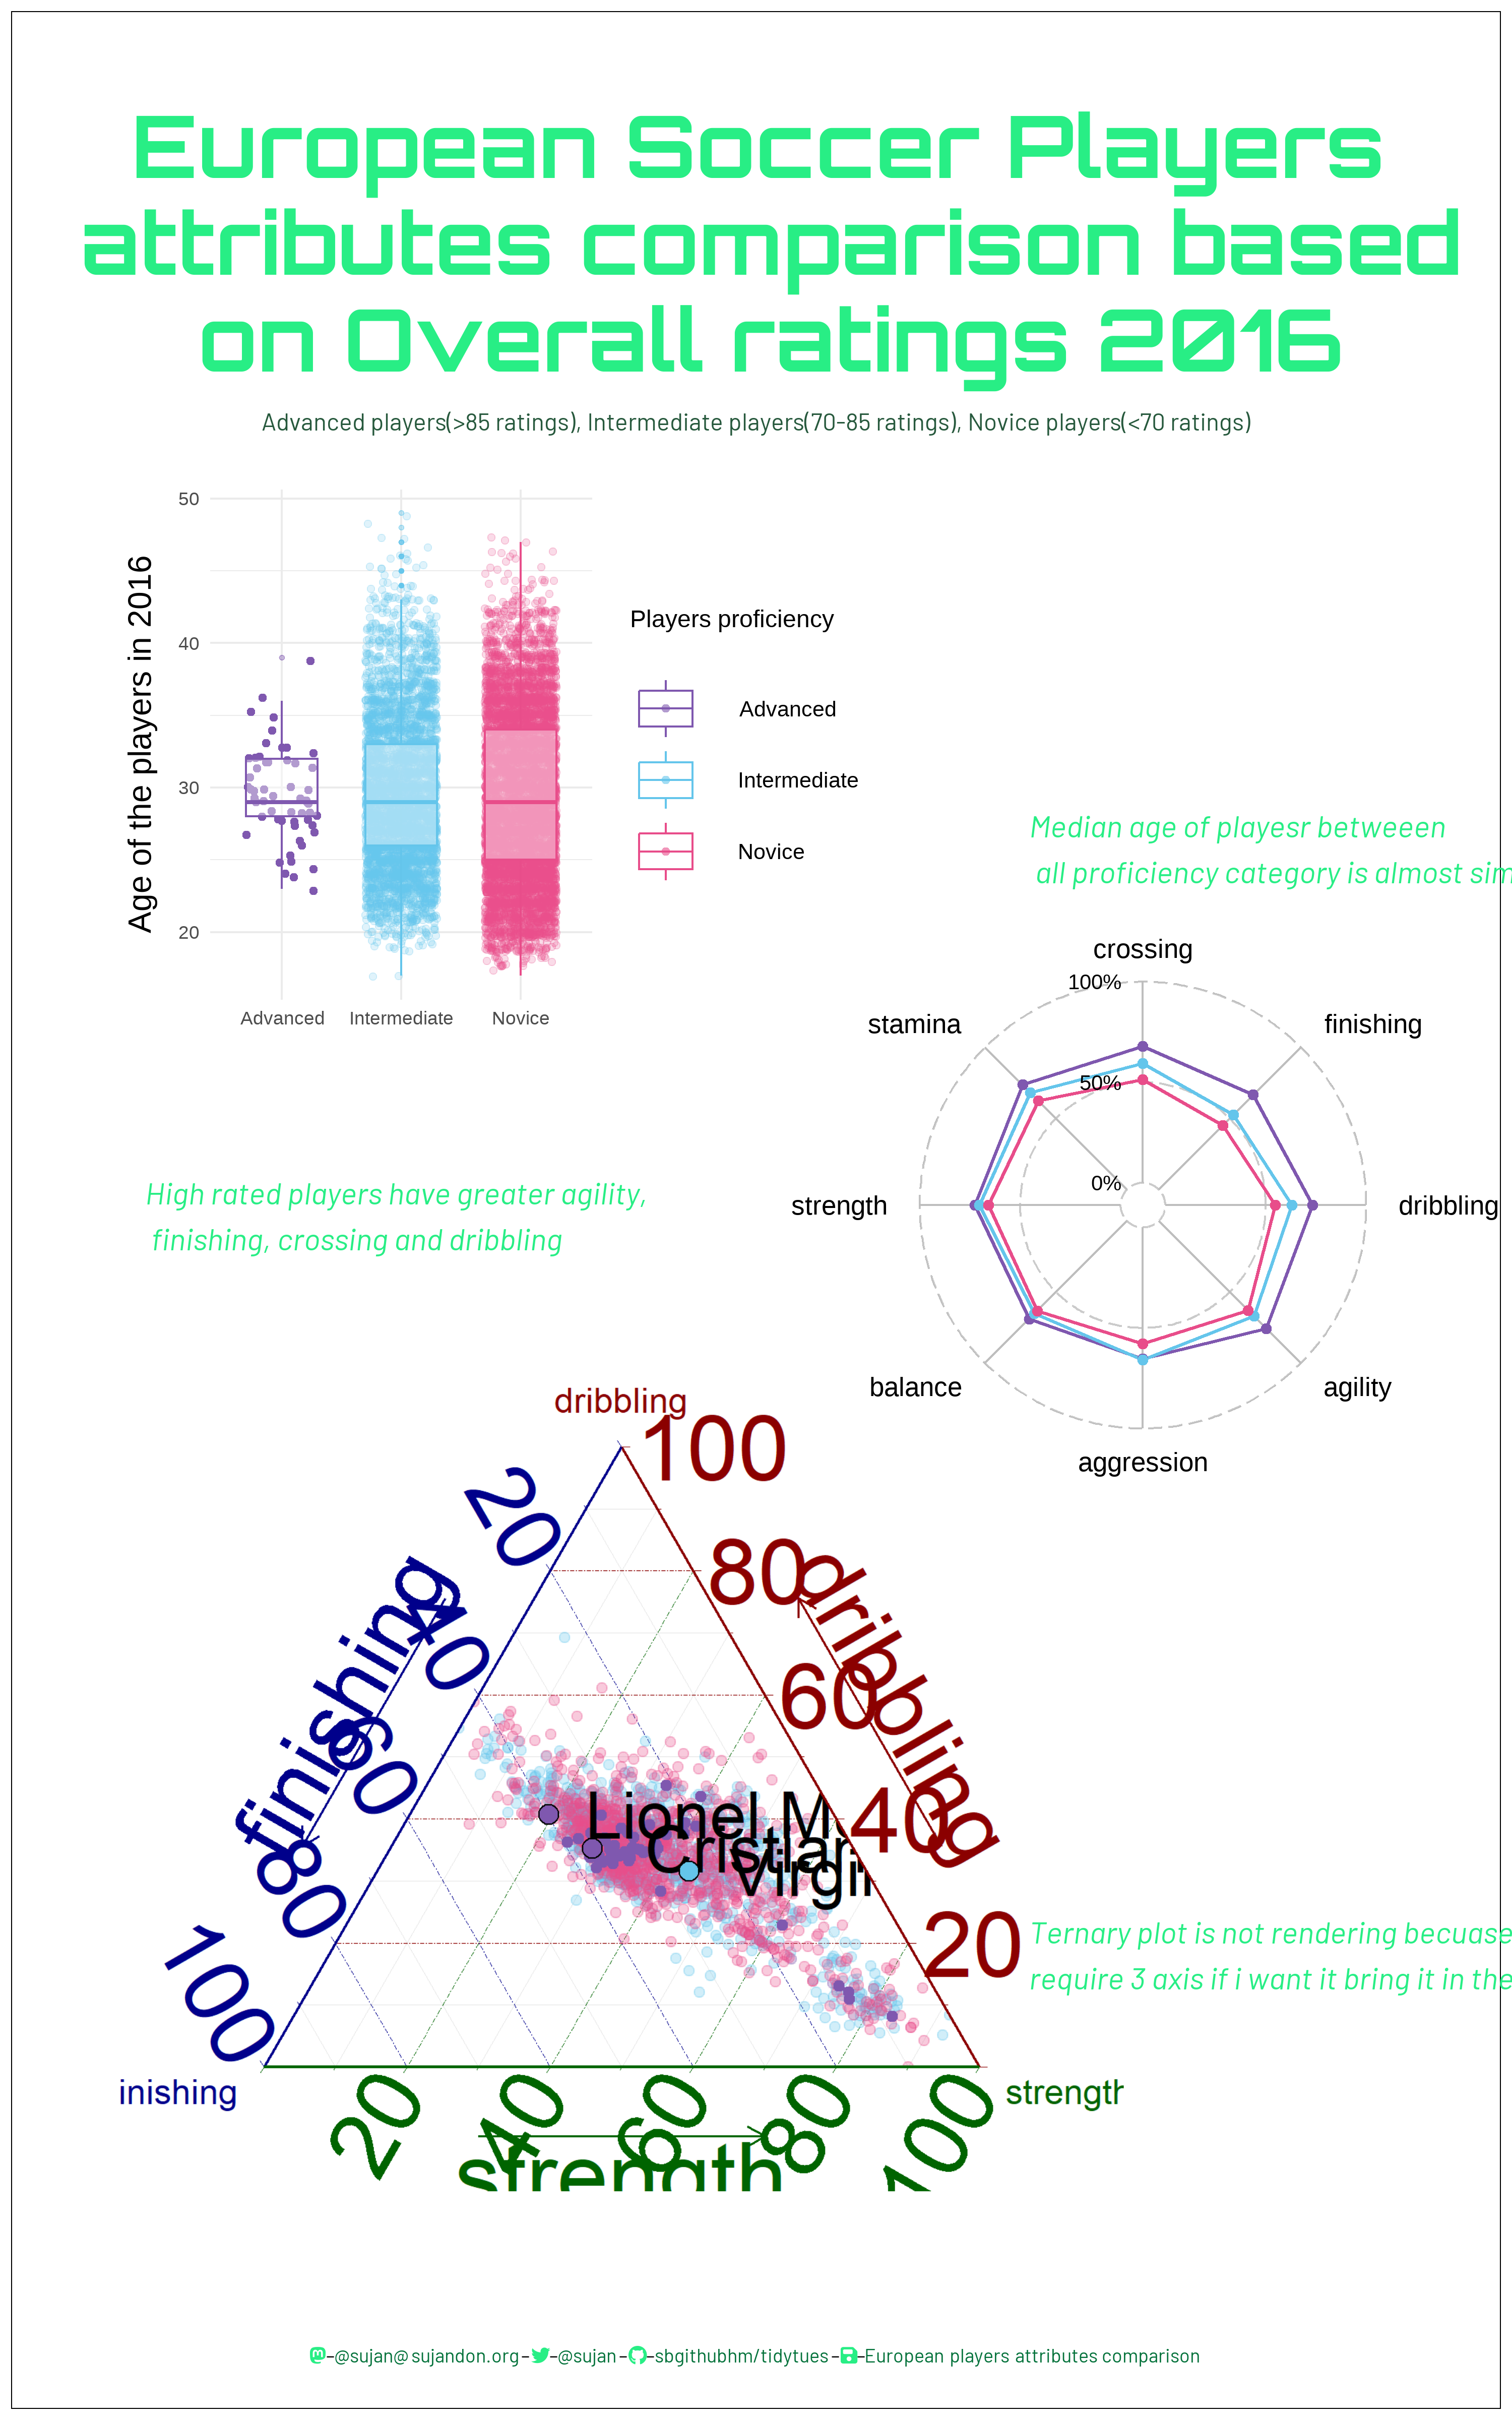 European Soccer Players
attributes comparison based
on Overall ratings 2016
Advanced players(>85 ratings), Intermediate players(70-85 ratings), Novice players(<70 ratings)
Age of the players in 2016
50
40
30
20
Advanced
Intermediate
Novice
Players proficiency
Advanced
Intermediate
Novice
Median age of playesr betweeen
all proficiency category is almost sim
crossing
100%
50%
0%
finishing
dribbling
agility
aggression
balance
strength
stamina
High rated players have greater agility,
finishing, crossing and dribbling
dribbling
100
80
60
40
20
dribbling
20
40
60
80
100
finishing
Lionel M
Cristian
Virgi
Ternary plot is not rendering becuase
require 3 axis if i want it bring it in the
inishing
strength
20
40
60
80
100
strength
-@sujan@sujandon.org - -@sujan - -sbgithubhm/tidytues - -European players attributes comparison